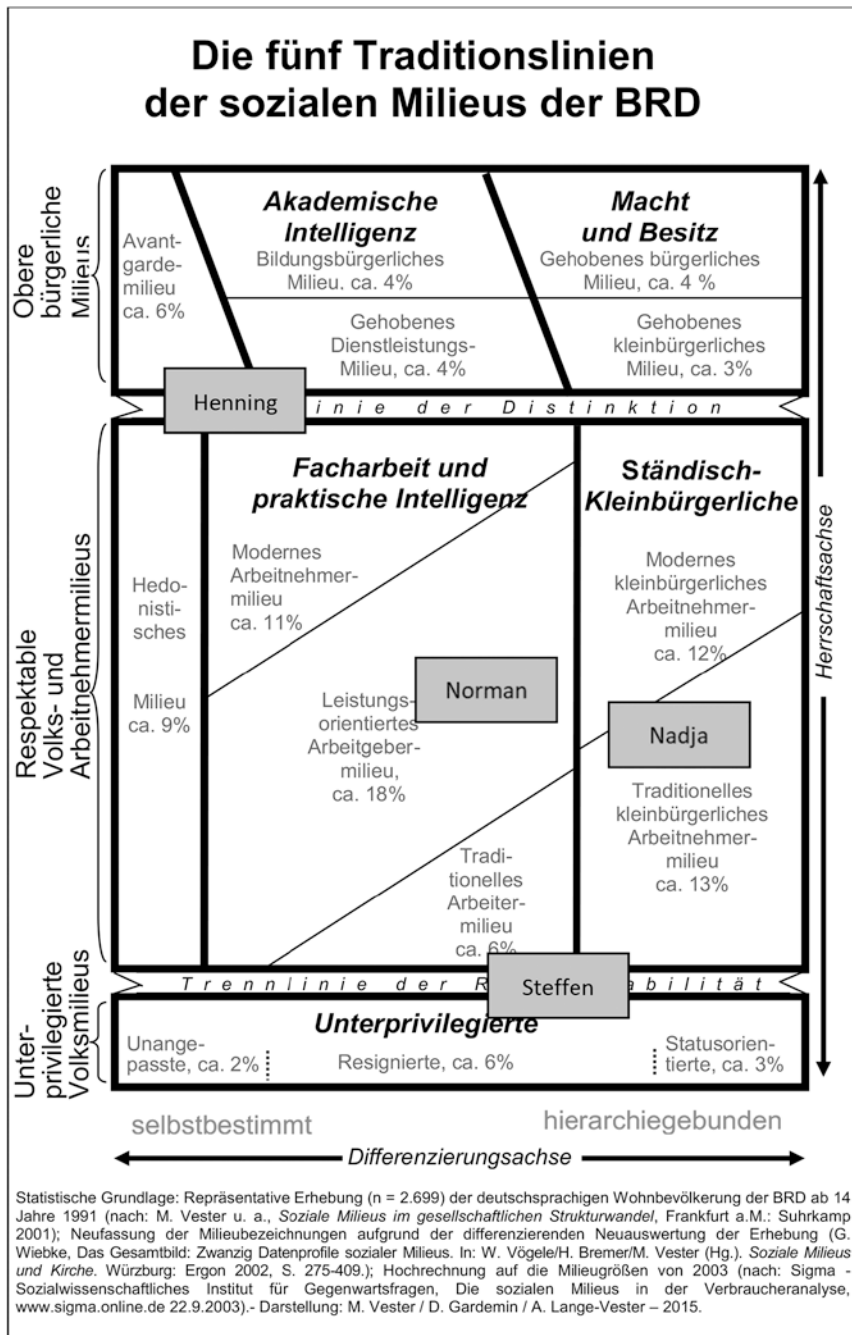 Die fünf Traditionslinien
der sozialen Milieus der BRD
Obere
bürgerliche
Milieus
Avant-
garde-
milieu
ca. 6%
Akademische
Intelligenz
Bildungsbürgerliches
Milieu. ca. 4%
Gehobenes
Dienstleistungs-
Milieu, ca. 4%
Macht
und Besitz
Gehobenes bürgerliches
Milieu, ca. 4 %
Gehobenes
kleinbürgerliches
Milieu, ca. 3%
Henning
inie der Distinktion
Respektable
Volks- und
Arbeitnehmermilieus
Hedo-
nisti-
sches
Milieu
ca. 9%
Facharbeit und
praktische Intelligenz
Modernes
Arbeitnehmer-
milieu
ca. 11%
Norman
Leistungs-
orientiertes
Arbeitgeber-
milieu,
ca. 18%
Tradi-
tionelles
Arbeiter-
milieu
ca. 6%
Ständisch-
Kleinbürgerliche
Modernes
kleinbürgerliches
Arbeitnehmer-
milieu
ca. 12%
Nadja
Traditionelles
kleinbürgerliches
Arbeitnehmer-
milieu
ca. 13%
Herrschaftsachse
Trennlinie der R abilität
Steffen
Unter-
privilegierte
Volksmilieus
Unterprivilegierte
Unange-
passte, ca. 2%
Resignierte, ca. 6%
Statusorien-
tierte, ca. 3%
selbstbestimmt
hierarchiegebunden
Differenzierungsachse
Statistische Grundlage: Repräsentative Erhebung (n = 2.699) der deutschsprachigen Wohnbevölkerung der BRD ab 14
Jahre 1991 (nach: M. Vester u. a., Soziale Milieus im gesellschaftlichen Strukturwandel, Frankfurt a.M.: Suhrkamp
2001); Neufassung der Milieubezeichnungen aufgrund der differenzierenden Neuauswertung der Erhebung (G.
Wiebke, Das Gesamtbild: Zwanzig Datenprofile sozialer Milieus. In: W. Vögele/H. Bremer/M. Vester (Hg.). Soziale Milieus
und Kirche. Würzburg: Ergon 2002, S. 275-409.); Hochrechnung auf die Milieugrößen von 2003 (nach: Sigma -
Sozialwissenschaftliches Institut für Gegenwartsfragen, Die sozialen Milieus in der Verbraucheranalyse,
www.sigma.online.de 22.9.2003).- Darstellung: M. Vester / D. Gardemin / A. Lange-Vester – 2015.